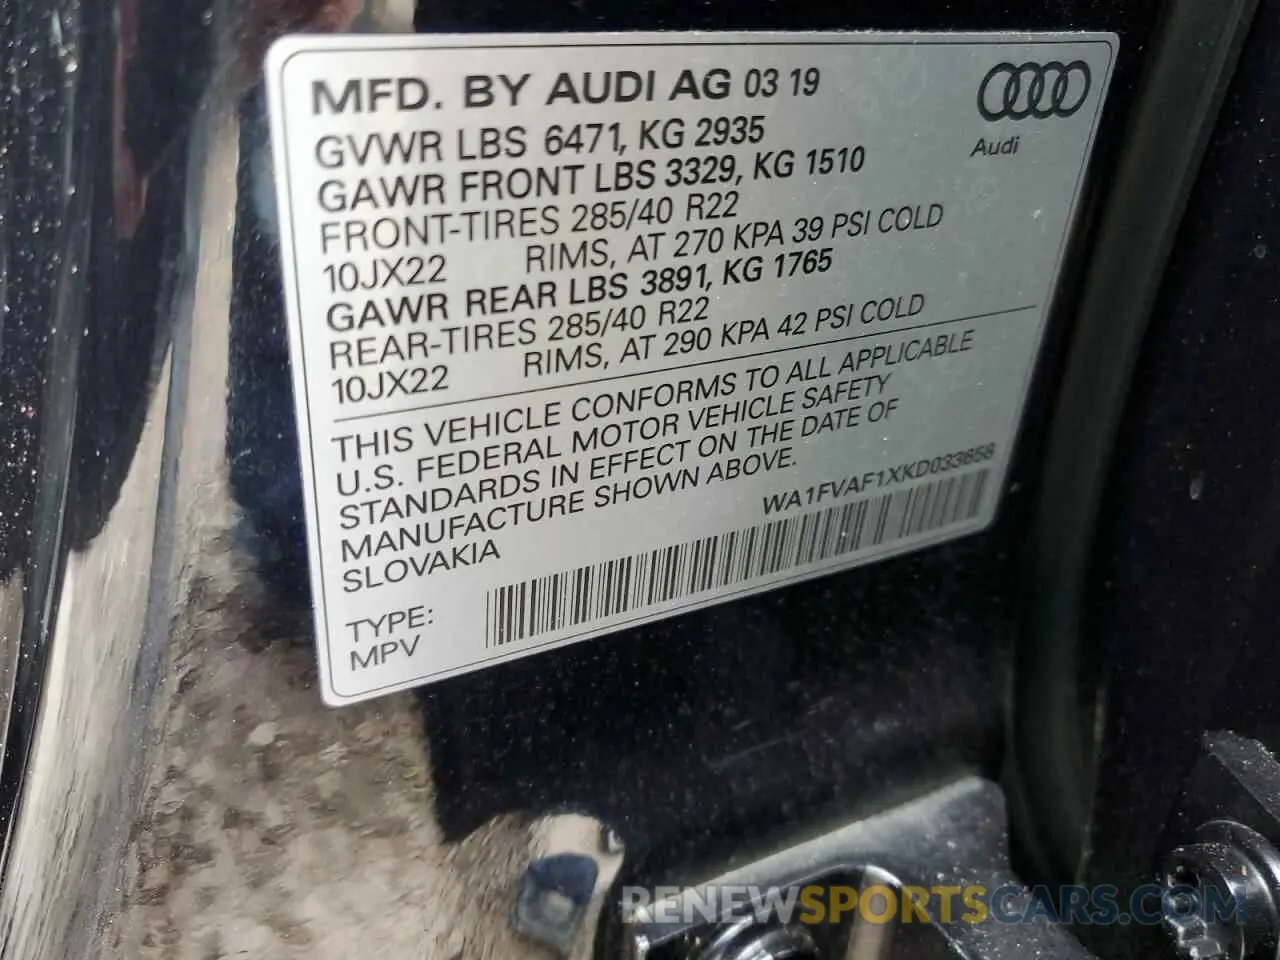 MFD. BY AUDI AG 03 19
GVWR LBS 6471, KG 2935
GAWR FRONT LBS 3329, KG 1510
FRONT-TIRES 285/40 R22
10JX22 RIMS, AT 270 KPA 39 PSI COLD
GAWR REAR LBS 3891, KG 1765
REAR-TIRES 285/40 R22
10JX22 RIMS, AT 290 KPA 42 PSI COLD
Audi
THIS VEHICLE CONFORMS TO ALL APPLICABLE
U.S. FEDERAL MOTOR VEHICLE SAFETY
STANDARDS IN EFFECT ON THE DATE OF
MANUFACTURE SHOWN ABOVE.
SLOVAKIA
WA1FVAF1XKD033658
TYPE:
MPV
RENEWSPORTSCARS.COM